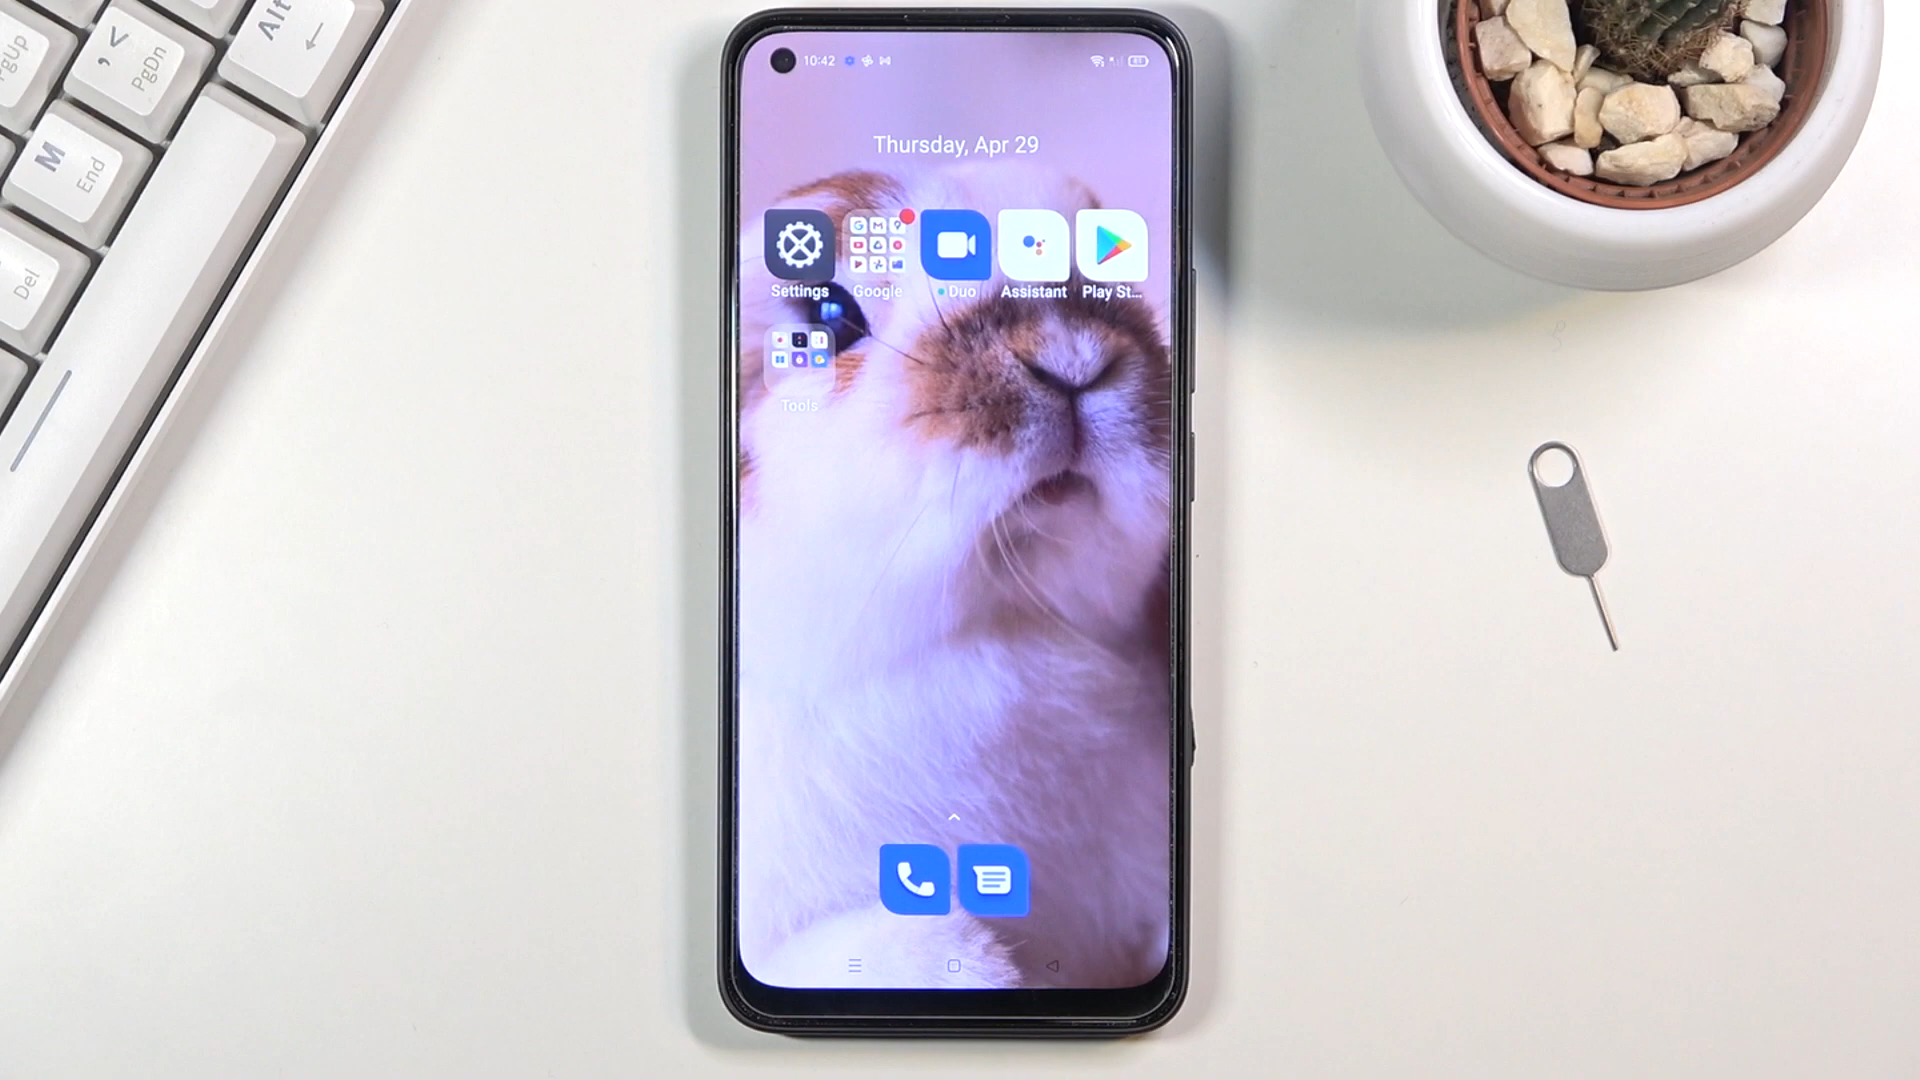 PgUp
, <
PgDn
Alt
←
M
End
Del
10:42
Thursday, Apr 29
Settings
Google
Duo
Assistant
Play St...
Tools